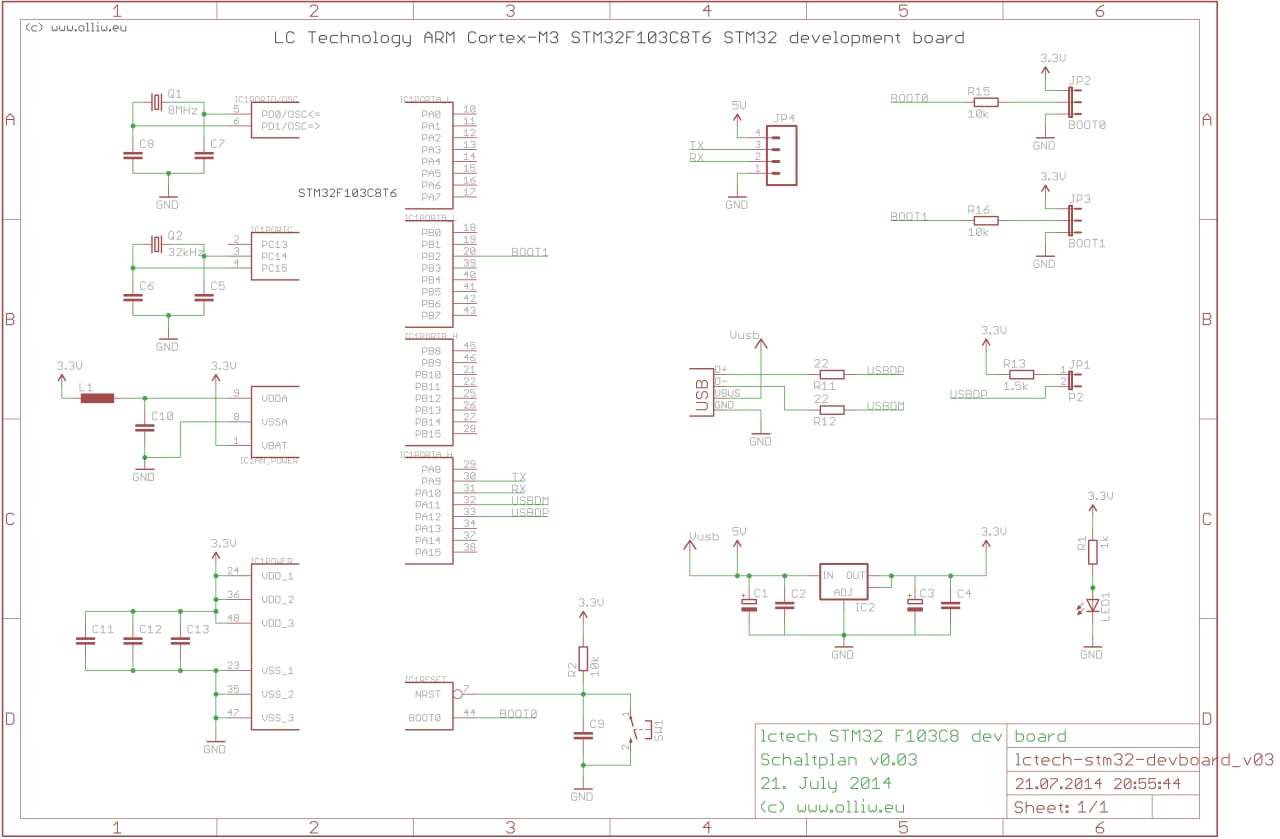 1 2 3 4 5 6
(c) www.olliw.eu
LC Technology ARM Cortex-M3 STM32F103C8T6 STM32 development board
A
Q1
8MHz
C8
C7
GND
IC1PORTD/OSC
5 PD0/OSC<=
6 PD1/OSC=>
STM32F103C8T6
IC1PORTA_L
PA0 10
PA1 11
PA2 12
PA3 13
PA4 14
PA5 15
PA6 16
PA7 17
5V
JP4
4
TX 3
RX 2
1
GND
3.3V
JP2
BOOT0
R15
10k
BOOT0
GND
A
Q2
32kHz
C6
C5
GND
IC1PORTC
2 PC13
3 PC14
4 PC15
PB0 18
PB1 19
PB2 20 BOOT1
PB3 39
PB4 40
PB5 41
PB6 42
PB7 43
3.3V
JP3
BOOT1
R16
10k
BOOT1
GND
B
3.3V
L1
C10
GND
3.3V
9 VDDA
8 VSSA
1 VBAT
IC1AN_POWER
PB8 45
PB9 46
PB10 21
PB11 22
PB12 25
PB13 26
PB14 27
PB15 28
Vusb
USB
D+
D-
VBUS
GND
22
R11
USBDP
22
R12
USBDM
GND
3.3V
R13
1.5k
USBDP
1
2
JP1
P2
B
C
3.3V
IC1POWER
24 VDD_1
36 VDD_2
48 VDD_3
23 VSS_1
35 VSS_2
47 VSS_3
C11
C12
C13
GND
PA8 29
PA9 30 TX
PA10 31 RX
PA11 32 USBDM
PA12 33 USBDP
PA13 34
PA14 37
PA15 38
Vusb
5V
C1
C2
IN OUT
ADJ
IC2
C3
C4
3.3V
GND
3.3V
R1
1k
LED1
GND
C
D
IC1RESET
NRST 7
BOOT0 44 BOOT0
3.3V
R2
10k
C9
1
2
SW1
GND
D
lctech STM32 F103C8 dev board
Schaltplan v0.03
lctech-stm32-devboard_v03
21. July 2014
21.07.2014 20:55:44
(c) www.olliw.eu
Sheet: 1/1
1 2 3 4 5 6